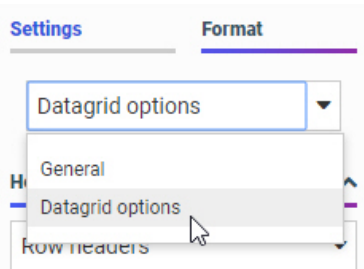 Settings Format
Datagrid options
General
Datagrid options
Row headers